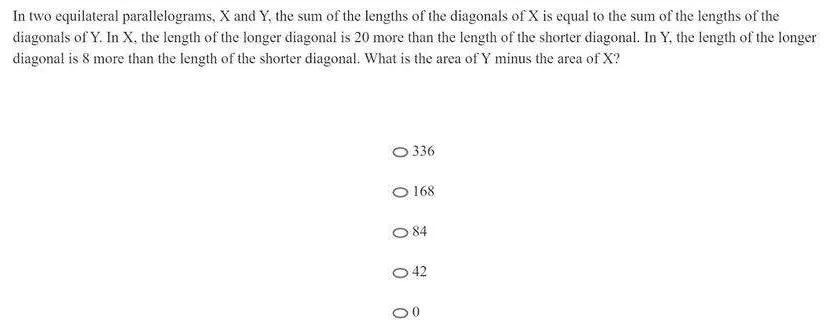 In two equilateral parallelograms, X and Y, the sum of the lengths of the diagonals of X is equal to the sum of the lengths of the
diagonals of Y. In X, the length of the longer diagonal is 20 more than the length of the shorter diagonal. In Y, the length of the longer
diagonal is 8 more than the length of the shorter diagonal. What is the area of Y minus the area of X?
336
168
84
42
0